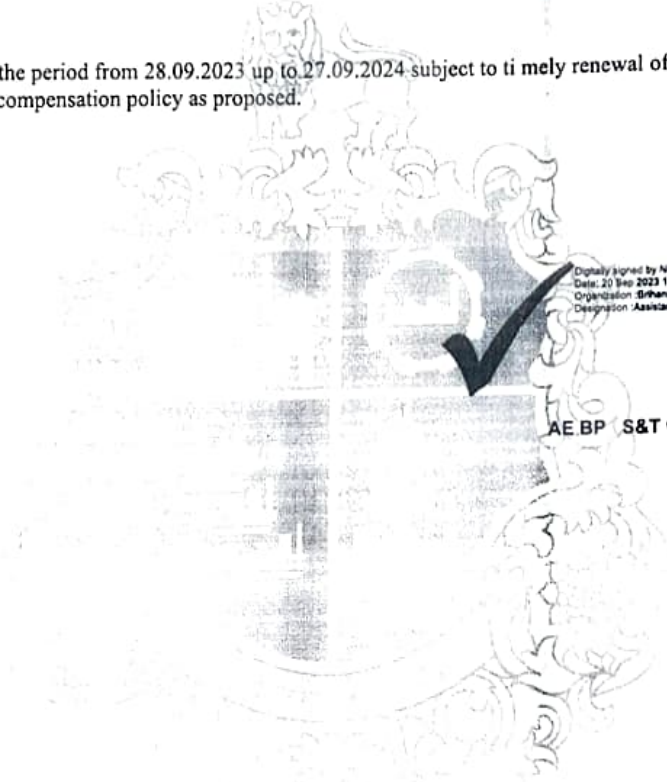 the period from 28.09.2023 up to 27.09.2024 subject to ti mely renewal of
compensation policy as proposed.
Digitally signed by N
Date: 20 Sep 2023 1
Organization :Brihan
Designation :Assista
AE.BP S&T